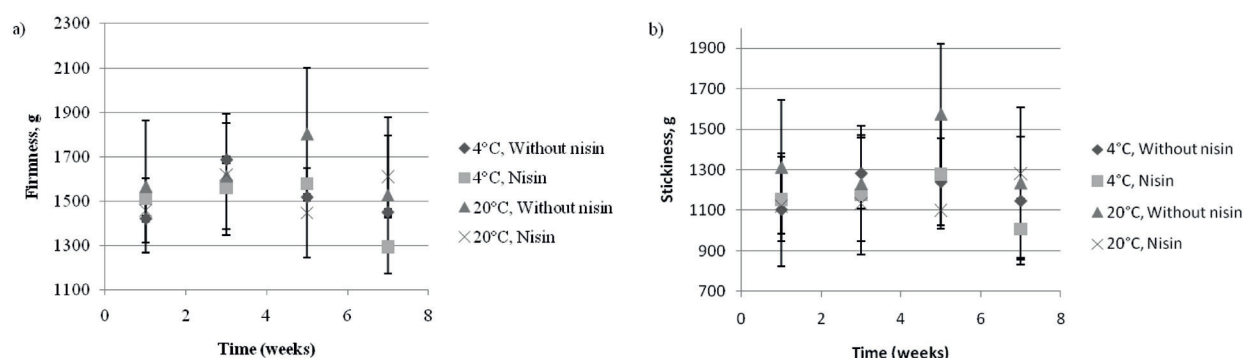 a)
Firmness, g
2300
2100
1900
1700
1500
1300
1100
0 2 4 6 8
Time (weeks)
4°C, Without nisin
4°C, Nisin
20°C, Without nisin
20°C, Nisin
b)
Stickiness, g
1900
1700
1500
1300
1100
900
700
0 2 4 6 8
Time (weeks)
4°C, Without nisin
4°C, Nisin
20°C, Without nisin
20°C, Nisin